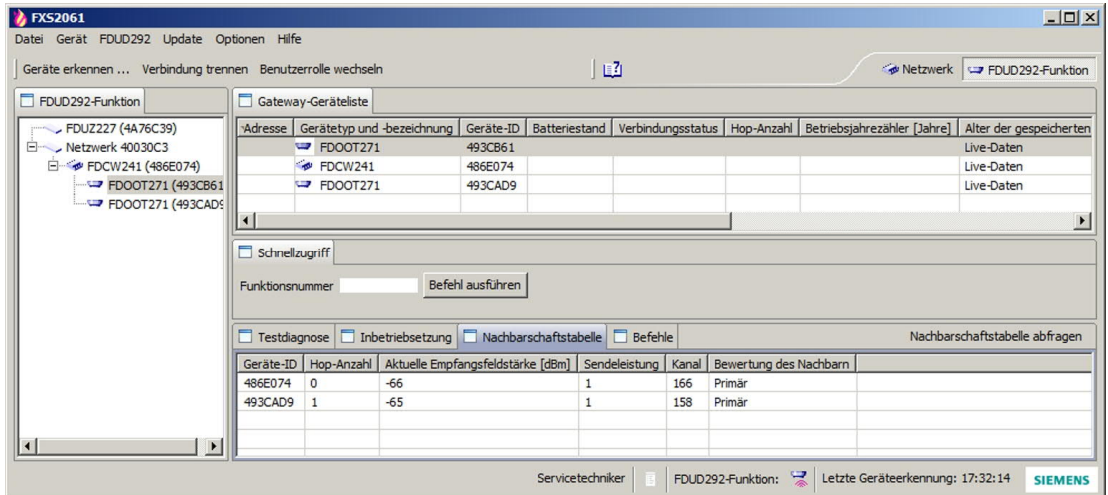 FXS2061
Datei Gerät FDUD292 Update Optionen Hilfe
Geräte erkennen ... Verbindung trennen Benutzerrolle wechseln Netzwerk FDUD292-Funktion
FDUD292-Funktion
FDUZ227 (4A76C39)
Netzwerk 40030C3
FDCW241 (486E074)
FDOOT271 (493CB61
FDOOT271 (493CAD9
Gateway-Geräteliste
Adresse Gerätetyp und -bezeichnung Geräte-ID Batteriestand Verbindungsstatus Hop-Anzahl Betriebsjahrezähler [Jahre] Alter der gespeicherten
FDOOT271 493CB61 Live-Daten
FDCW241 486E074 Live-Daten
FDOOT271 493CAD9 Live-Daten
Schnellzugriff
Funktionsnummer Befehl ausführen
Testdiagnose Inbetriebsetzung Nachbarschaftstabelle Befehle Nachbarschaftstabelle abfragen
Geräte-ID Hop-Anzahl Aktuelle Empfangsfeldstärke [dBm] Sendeleistung Kanal Bewertung des Nachbarn
486E074 0 -66 1 166 Primär
493CAD9 1 -65 1 158 Primär
Servicetechniker FDUD292-Funktion: Letzte Geräteerkennung: 17:32:14 SIEMENS